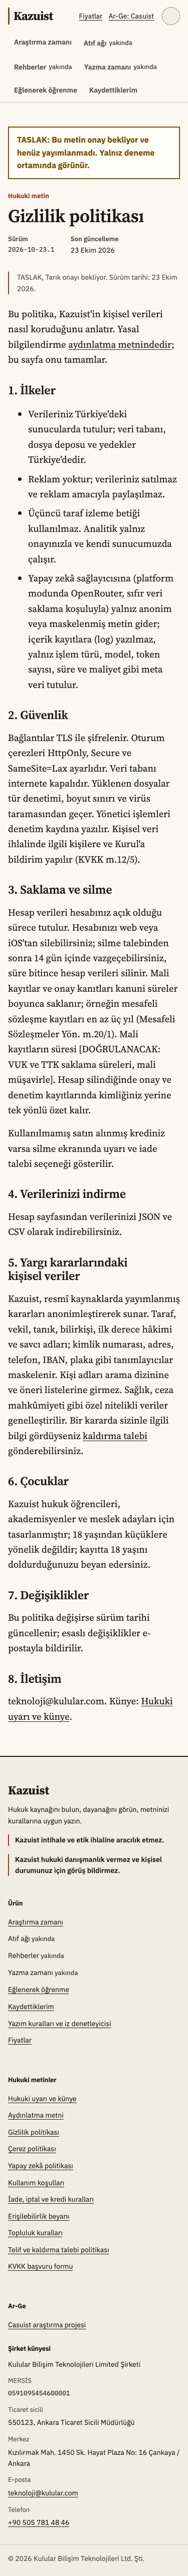 Kazuist
Fiyatlar Ar-Ge: Casuist
Araştırma zamanı Atıf ağı yakında
Rehberler yakında Yazma zamanı yakında
Eğlenerek öğrenme Kaydettiklerim
TASLAK: Bu metin onay bekliyor ve
henüz yayımlanmadı. Yalnız deneme
ortamında görünür.
Hukuki metin
Gizlilik politikası
Sürüm
2026-10-23.1
Son güncelleme
23 Ekim 2026
TASLAK, Tarık onayı bekliyor. Sürüm tarihi: 23 Ekim
2026.
Bu politika, Kazuist'in kişisel verileri
nasıl koruduğunu anlatır. Yasal
bilgilendirme aydınlatma metnindedir;
bu sayfa onu tamamlar.
1. İlkeler
• Verileriniz Türkiye'deki
sunucularda tutulur; veri tabanı,
dosya deposu ve yedekler
Türkiye'dedir.
• Reklam yoktur; verileriniz satılmaz
ve reklam amacıyla paylaşılmaz.
• Üçüncü taraf izleme betiği
kullanılmaz. Analitik yalnız
onayınızla ve kendi sunucumuzda
çalışır.
• Yapay zekâ sağlayıcısına (platform
modunda OpenRouter, sıfır veri
saklama koşuluyla) yalnız anonim
veya maskelenmiş metin gider;
içerik kayıtlara (log) yazılmaz,
yalnız işlem türü, model, token
sayısı, süre ve maliyet gibi meta
veri tutulur.
2. Güvenlik
Bağlantılar TLS ile şifrelenir. Oturum
çerezleri HttpOnly, Secure ve
SameSite=Lax ayarlıdır. Veri tabanı
internete kapalıdır. Yüklenen dosyalar
tür denetimi, boyut sınırı ve virüs
taramasından geçer. Yönetici işlemleri
denetim kaydına yazılır. Kişisel veri
ihlalinde ilgili kişilere ve Kurul'a
bildirim yapılır (KVKK m.12/5).
3. Saklama ve silme
Hesap verileri hesabınız açık olduğu
sürece tutulur. Hesabınızı web veya
iOS'tan silebilirsiniz; silme talebinden
sonra 14 gün içinde vazgeçebilirsiniz,
süre bitince hesap verileri silinir. Mali
kayıtlar ve onay kanıtları kanuni süreler
boyunca saklanır; örneğin mesafeli
sözleşme kayıtları en az üç yıl (Mesafeli
Sözleşmeler Yön. m.20/1). Mali
kayıtların süresi [DOĞRULANACAK:
VUK ve TTK saklama süreleri, mali
müşavirle]. Hesap silindiğinde onay ve
denetim kayıtlarında kimliğiniz yerine
tek yönlü özet kalır.
Kullanılmamış satın alınmış krediniz
varsa silme ekranında uyarı ve iade
talebi seçeneği gösterilir.
4. Verilerinizi indirme
Hesap sayfasından verilerinizi JSON ve
CSV olarak indirebilirsiniz.
5. Yargı kararlarındaki
kişisel veriler
Kazuist, resmî kaynaklarda yayımlanmış
kararları anonimleştirerek sunar. Taraf,
vekil, tanık, bilirkişi, ilk derece hâkimi
ve savcı adları; kimlik numarası, adres,
telefon, IBAN, plaka gibi tanımlayıcılar
maskelenir. Kişi adları arama dizinine
ve öneri listelerine girmez. Sağlık, ceza
mahkûmiyeti gibi özel nitelikli veriler
genelleştirilir. Bir kararda sizinle ilgili
bilgi gördüyseniz kaldırma talebi
gönderebilirsiniz.
6. Çocuklar
Kazuist hukuk öğrencileri,
akademisyenler ve meslek adayları için
tasarlanmıştır; 18 yaşından küçüklere
yönelik değildir; kayıtta 18 yaşını
doldurduğunuzu beyan edersiniz.
7. Değişiklikler
Bu politika değişirse sürüm tarihi
güncellenir; esaslı değişiklikler e-
postayla bildirilir.
8. İletişim
teknoloji@kulular.com. Künye: Hukuki
uyarı ve künye.
Kazuist
Hukuk kaynağını bulun, dayanağını görün, metninizi
kurallarına uygun yazın.
Kazuist intihale ve etik ihlaline aracılık etmez.
Kazuist hukuki danışmanlık vermez ve kişisel
durumunuz için görüş bildirmez.
Ürün
Araştırma zamanı
Atıf ağı yakında
Rehberler yakında
Yazma zamanı yakında
Eğlenerek öğrenme
Kaydettiklerim
Yazım kuralları ve iz denetleyicisi
Fiyatlar
Hukuki metinler
Hukuki uyarı ve künye
Aydınlatma metni
Gizlilik politikası
Çerez politikası
Yapay zekâ politikası
Kullanım koşulları
İade, iptal ve kredi kuralları
Erişilebilirlik beyanı
Topluluk kuralları
Telif ve kaldırma talebi politikası
KVKK başvuru formu
Ar-Ge
Casuist araştırma projesi
Şirket künyesi
Kulular Bilişim Teknolojileri Limited Şirketi
MERSİS
0591095454600001
Ticaret sicili
550123, Ankara Ticaret Sicili Müdürlüğü
Merkez
Kızılırmak Mah. 1450 Sk. Hayat Plaza No: 16 Çankaya /
Ankara
E-posta
teknoloji@kulular.com
Telefon
+90 505 781 48 46
© 2026 Kulular Bilişim Teknolojileri Ltd. Şti.